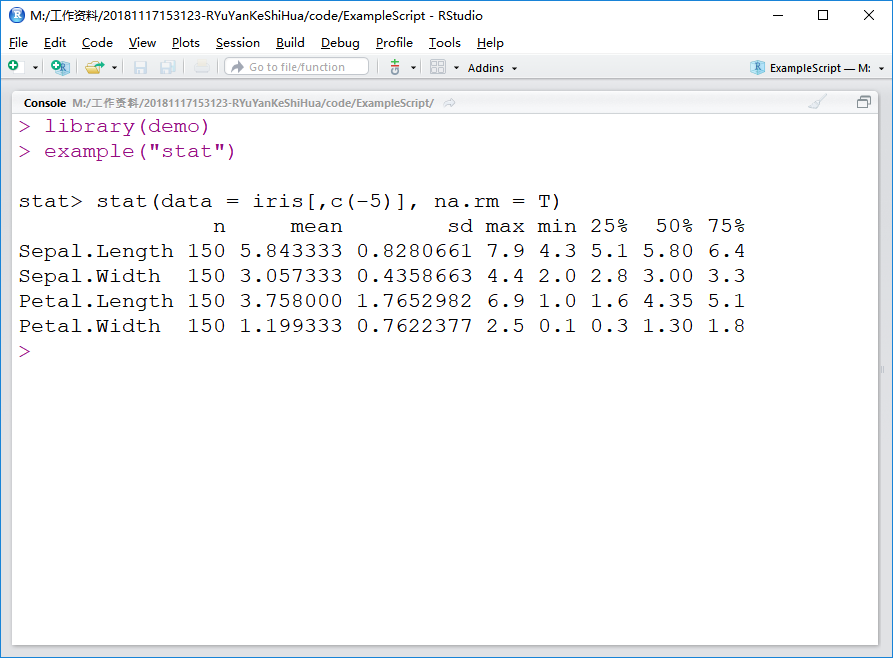 M:/工作资料/20181117153123-RYuYanKeShiHua/code/ExampleScript - RStudio
File Edit Code View Plots Session Build Debug Profile Tools Help
Go to file/function Addins ExampleScript — M:
Console M:/工作资料/20181117153123-RYuYanKeShiHua/code/ExampleScript/
> library(demo)
> example("stat")
stat> stat(data = iris[,c(-5)], na.rm = T)
n mean sd max min 25% 50% 75%
Sepal.Length 150 5.843333 0.8280661 7.9 4.3 5.1 5.80 6.4
Sepal.Width 150 3.057333 0.4358663 4.4 2.0 2.8 3.00 3.3
Petal.Length 150 3.758000 1.7652982 6.9 1.0 1.6 4.35 5.1
Petal.Width 150 1.199333 0.7622377 2.5 0.1 0.3 1.30 1.8
>